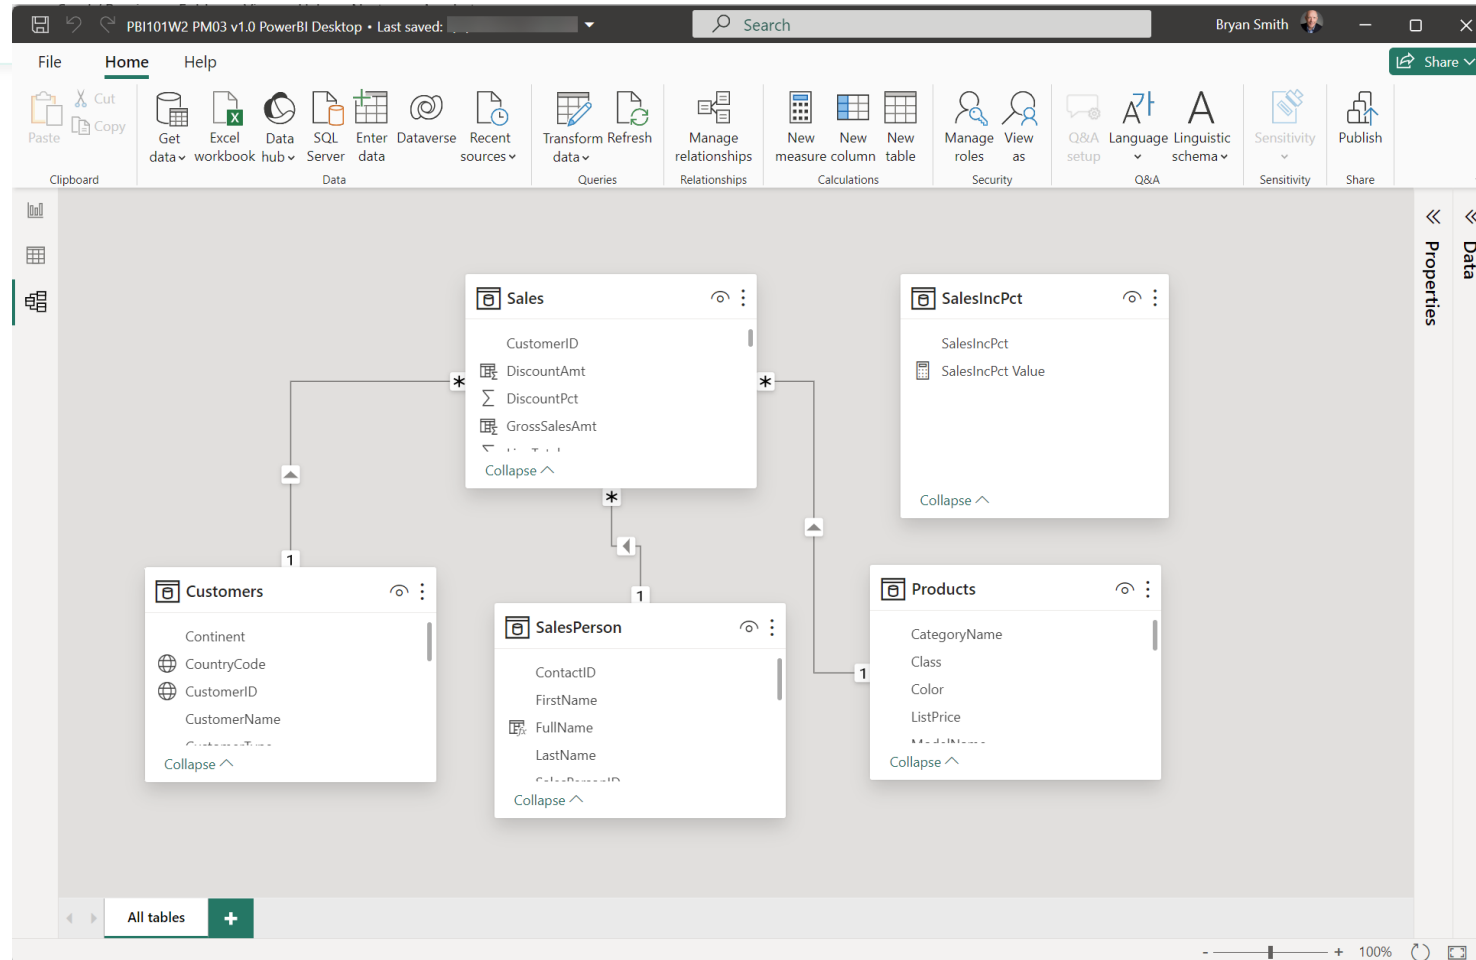 PBI101W2 PM03 v1.0 PowerBI Desktop • Last saved:
Search
Bryan Smith
File
Home
Help
Share
Paste
Cut
Copy
Get data
Excel workbook
Data hub
SQL Server
Enter data
Dataverse
Recent sources
Transform data
Refresh
Manage relationships
New measure
New column
New table
Manage roles
View as
Q&A setup
Language
Linguistic schema
Sensitivity
Publish
Clipboard
Data
Queries
Relationships
Calculations
Security
Q&A
Sensitivity
Share
Properties
Data
Sales
CustomerID
DiscountAmt
DiscountPct
GrossSalesAmt
Collapse
SalesIncPct
SalesIncPct
SalesIncPct Value
Collapse
*
*
*
1
1
1
Customers
Continent
CountryCode
CustomerID
CustomerName
Collapse
SalesPerson
ContactID
FirstName
FullName
LastName
Collapse
Products
CategoryName
Class
Color
ListPrice
Collapse
All tables
+
- + 100%